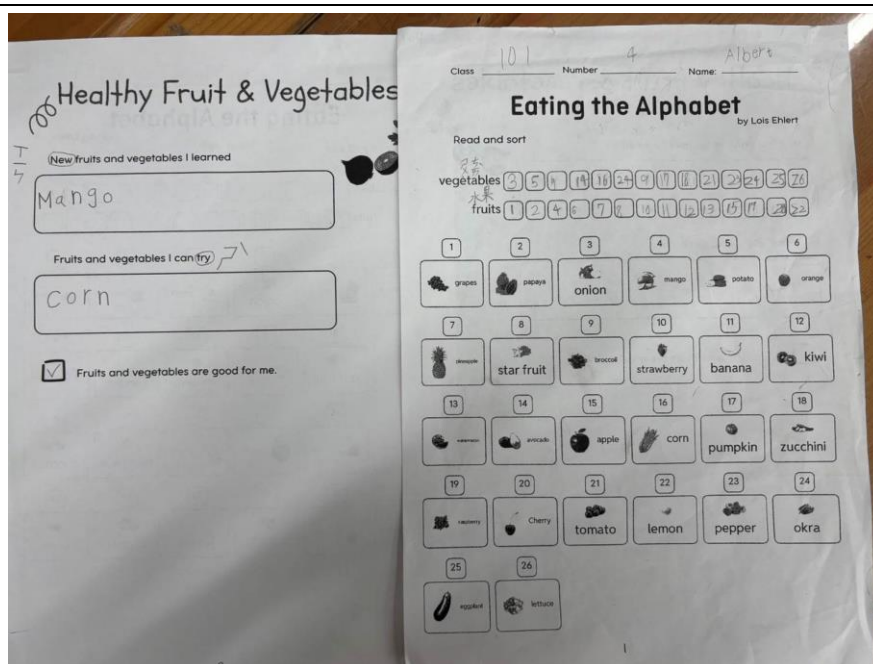 Healthy Fruit & Vegetables
New fruits and vegetables I learned
Mango
Fruits and vegetables I can try
corn
Fruits and vegetables are good for me.
Class 101 Number 4 Name: Albert
Eating the Alphabet
by Lois Ehlert
Read and sort
vegetables 3 5 14 16 24 9 17 18 21 23 24 25 26
水果
fruits 1 2 4 6 7 8 10 11 12 13 15 19 20 22
1 2 3 4 5 6
grapes papaya onion mango potato orange
7 8 9 10 11 12
pineapple star fruit broccoli strawberry banana kiwi
13 14 15 16 17 18
watermelon avocado apple corn pumpkin zucchini
19 20 21 22 23 24
raspberry Cherry tomato lemon pepper okra
25 26
eggplant lettuce
1